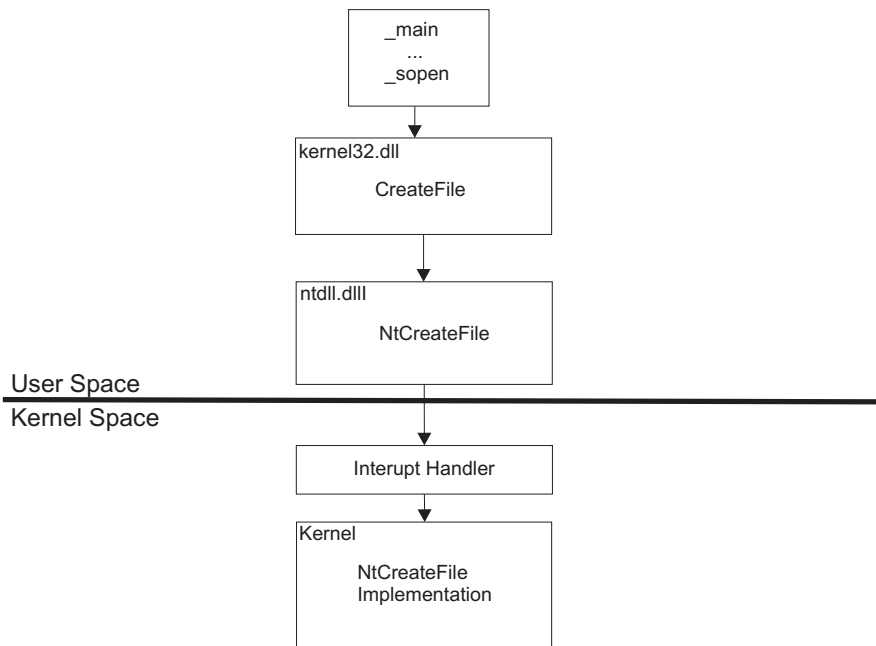 _main
...
_sopen
kernel32.dll
CreateFile
ntdll.dlll
NtCreateFile
User Space
Kernel Space
Interupt Handler
Kernel
NtCreateFile
Implementation